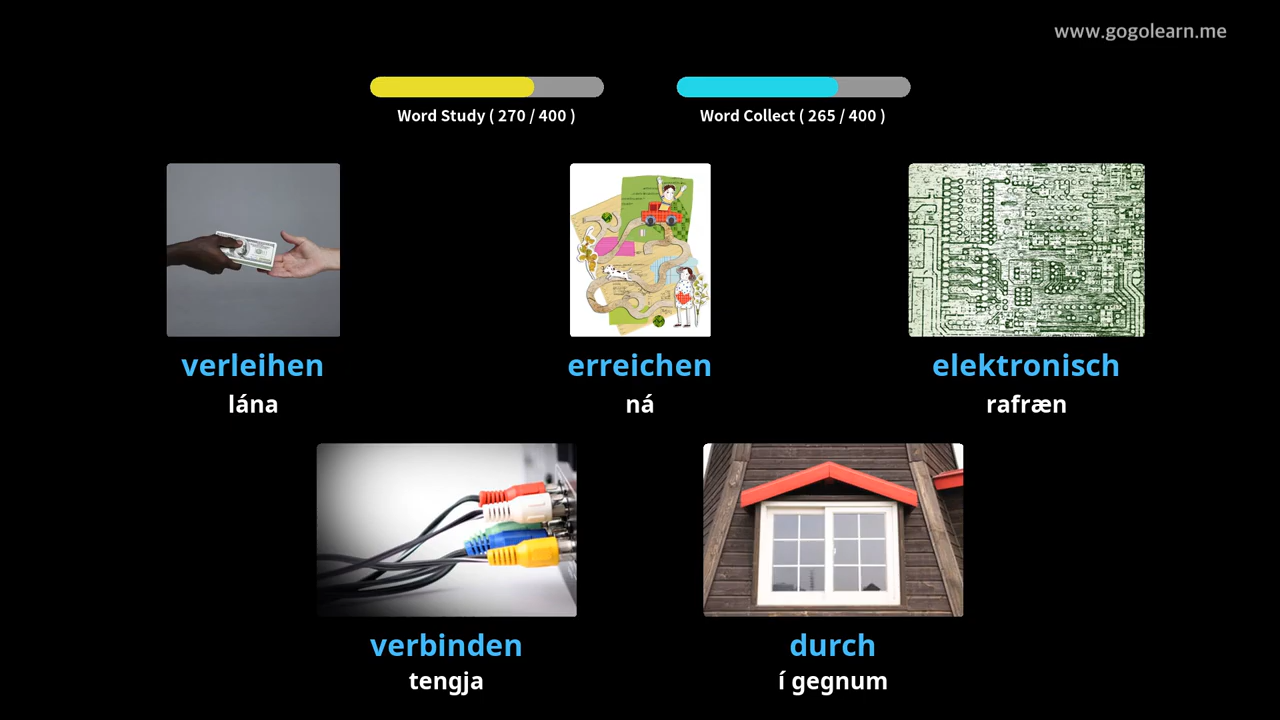 www.gogolearn.me
Word Study ( 270 / 400 )
Word Collect ( 265 / 400 )
verleihen
lána
erreichen
ná
elektronisch
rafræn
verbinden
tengja
durch
í gegnum